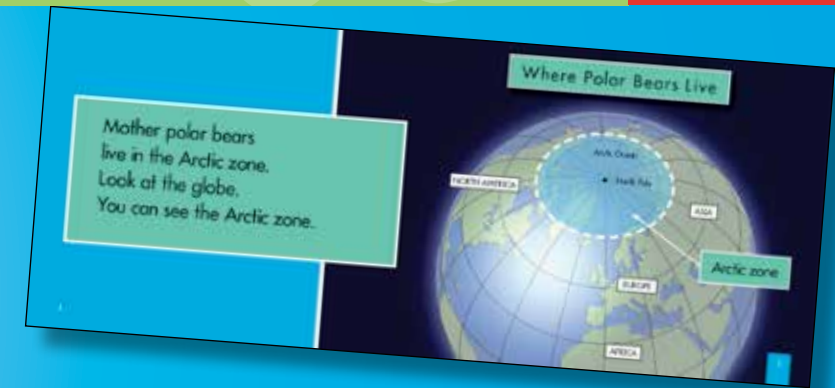 Mother polar bears
live in the Arctic zone.
Look at the globe.
You can see the Arctic zone.
Where Polar Bears Live
Arctic Ocean
North Pole
NORTH AMERICA
ASIA
Arctic zone
EUROPE
AFRICA